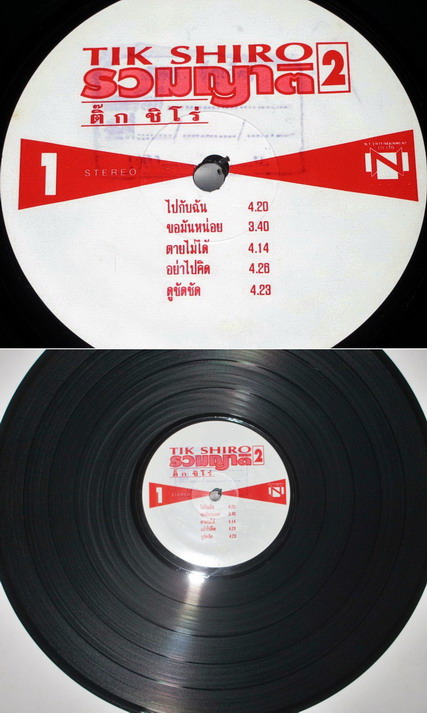 TIK SHIRO
รวมญาติ 2
ติ๊ก ชิโร่
1
STEREO
N
ไปกับฉัน 4.20
ขอมันหน่อย 3.40
ตายไม่ได้ 4.14
อย่าไปคิด 4.26
ดูชัดชัด 4.23
TIK SHIRO
รวมญาติ 2
ติ๊ก ชิโร่
1
STEREO
N